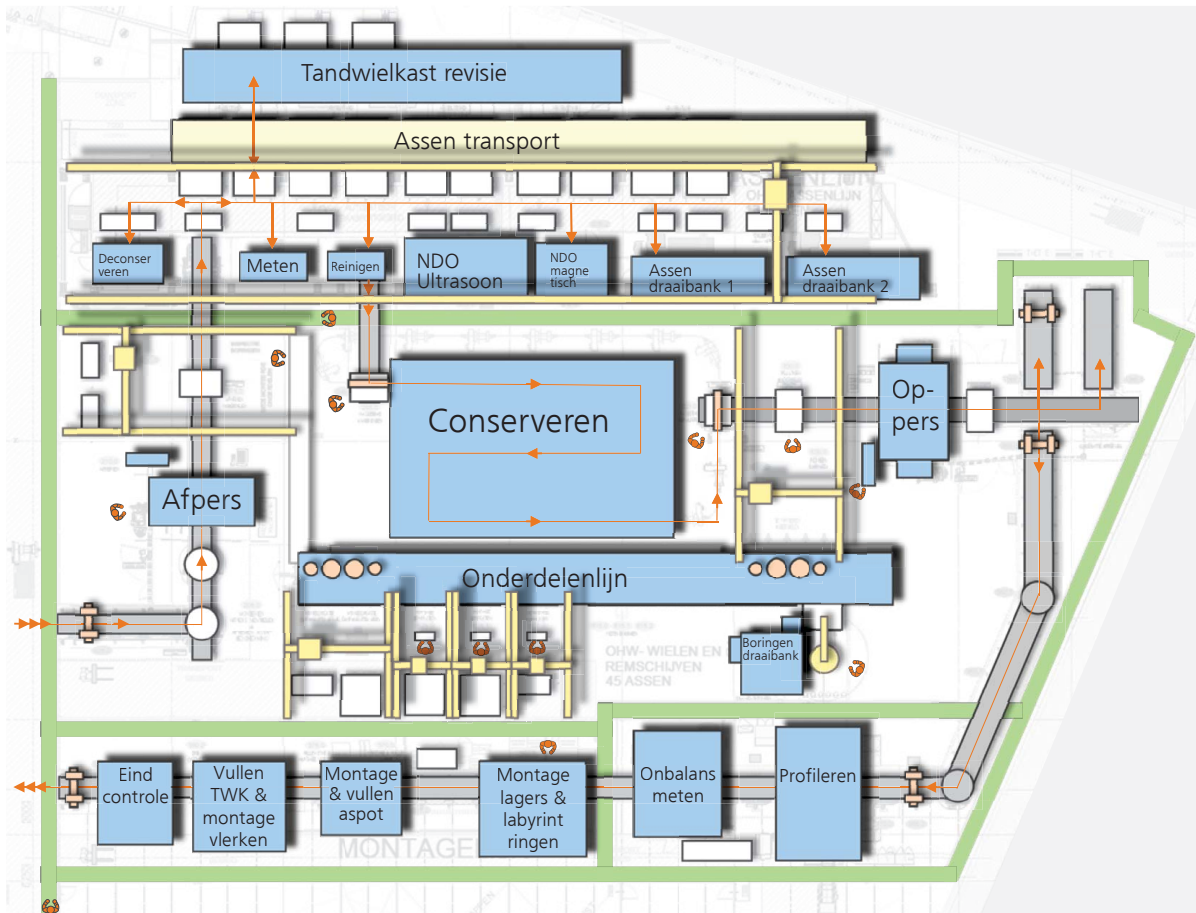 Tandwielkast revisie
Assen transport
Deconser
veren
Meten
Reinigen
NDO
Ultrasoon
NDO
magne
tisch
Assen
draaibank 1
Assen
draaibank 2
Conserveren
Op-
pers
Afpers
Onderdelenlijn
Boringen
draaibank
OHW- WIELEN EN
REMSCHIJVEN
45 ASSEN
Eind
controle
Vullen
TWK &
montage
vlerken
Montage
& vullen
aspot
Montage
lagers &
labyrint
ringen
Onbalans
meten
Profileren
MONTAGE